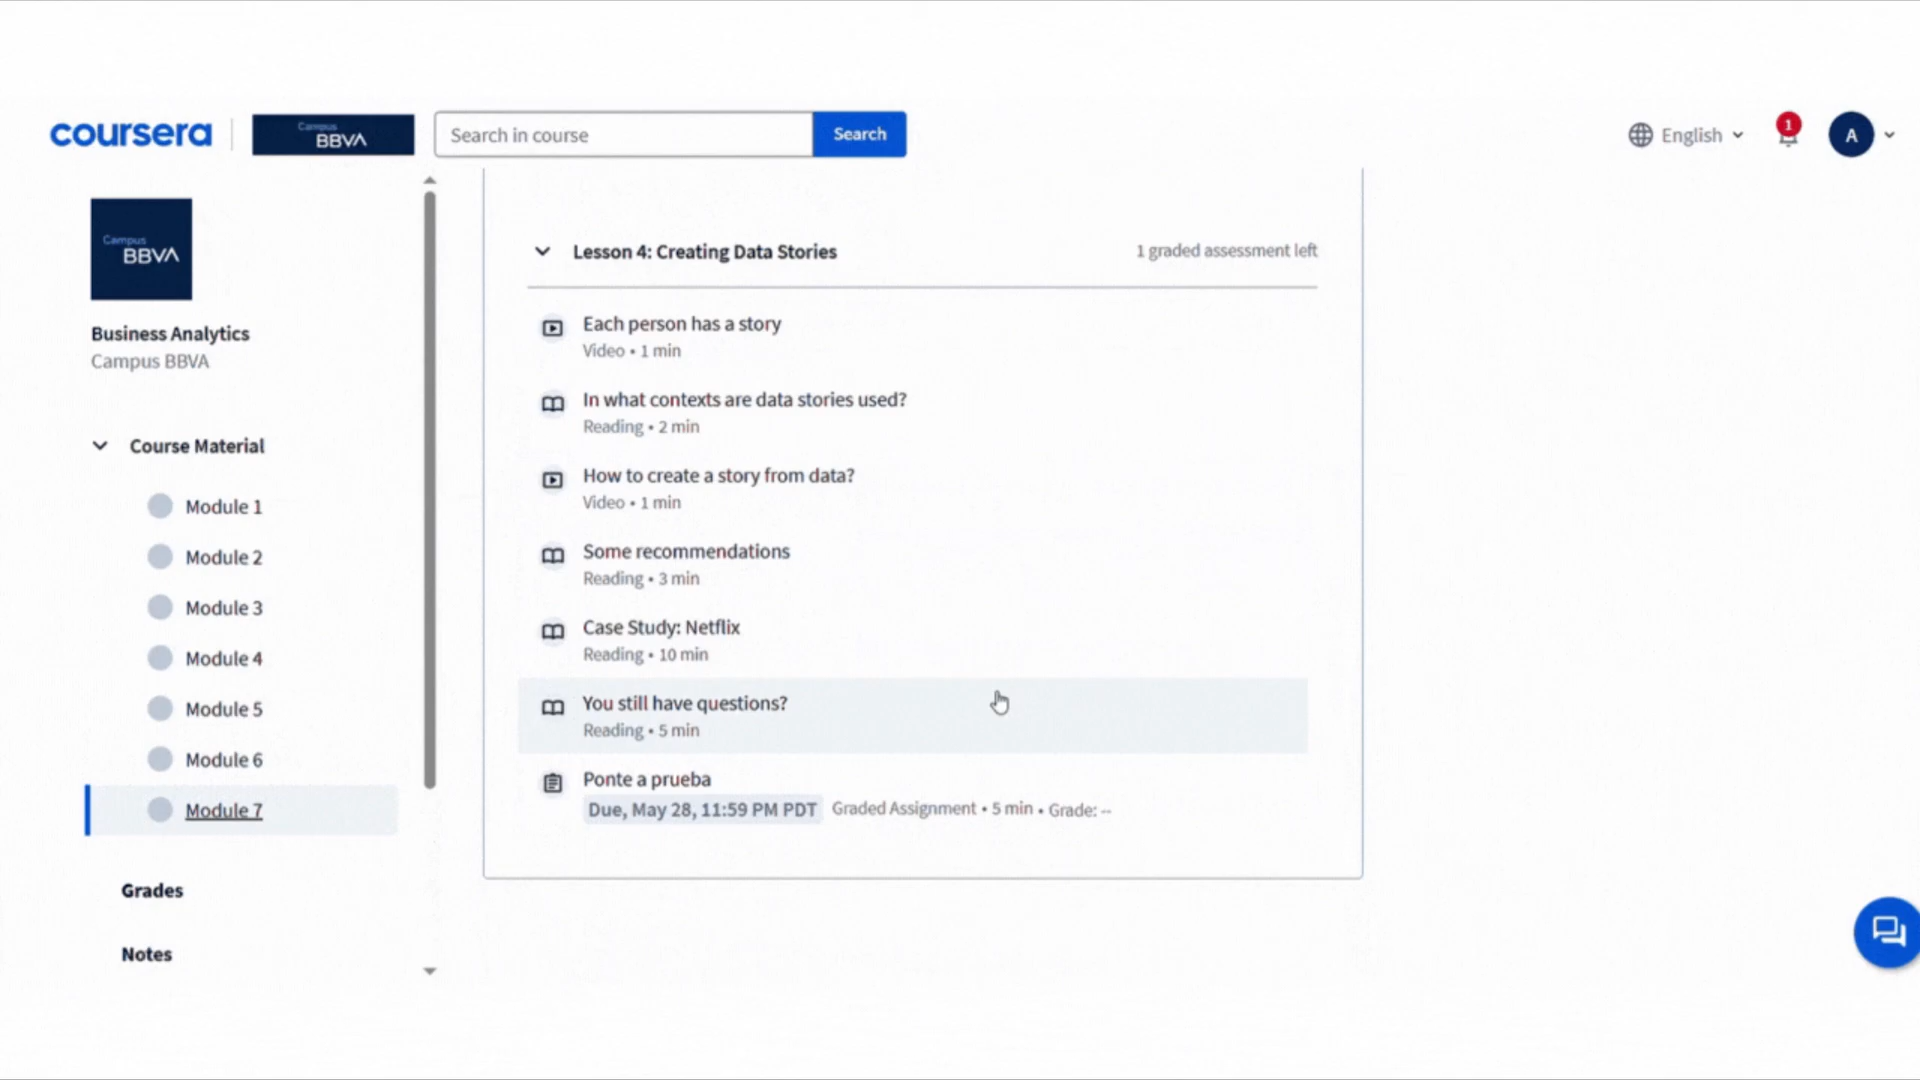 coursera
Campus
BBVA
Search in course
Search
English
1
A
Campus
BBVA
Business Analytics
Campus BBVA
Course Material
Module 1
Module 2
Module 3
Module 4
Module 5
Module 6
Module 7
Grades
Notes
Lesson 4: Creating Data Stories
1 graded assessment left
Each person has a story
Video • 1 min
In what contexts are data stories used?
Reading • 2 min
How to create a story from data?
Video • 1 min
Some recommendations
Reading • 3 min
Case Study: Netflix
Reading • 10 min
You still have questions?
Reading • 5 min
Ponte a prueba
Due, May 28, 11:59 PM PDT Graded Assignment • 5 min • Grade: --